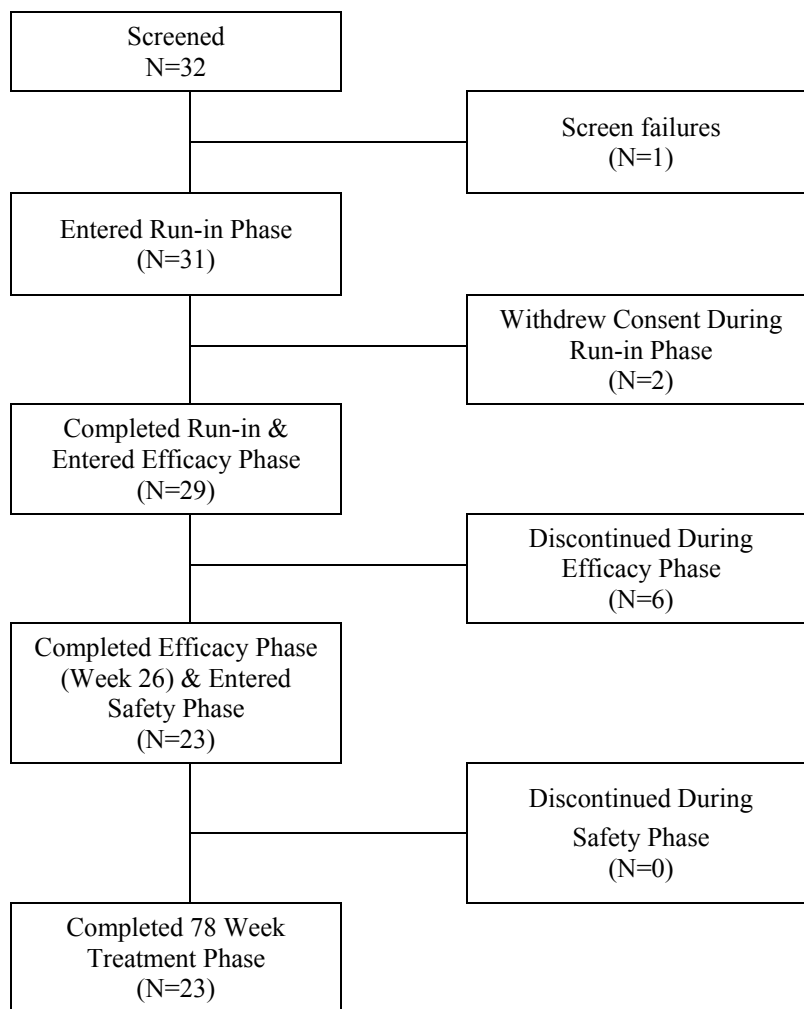 Screened
N=32
Screen failures
(N=1)
Entered Run-in Phase
(N=31)
Withdrew Consent During
Run-in Phase
(N=2)
Completed Run-in &
Entered Efficacy Phase
(N=29)
Discontinued During
Efficacy Phase
(N=6)
Completed Efficacy Phase
(Week 26) & Entered
Safety Phase
(N=23)
Discontinued During
Safety Phase
(N=0)
Completed 78 Week
Treatment Phase
(N=23)